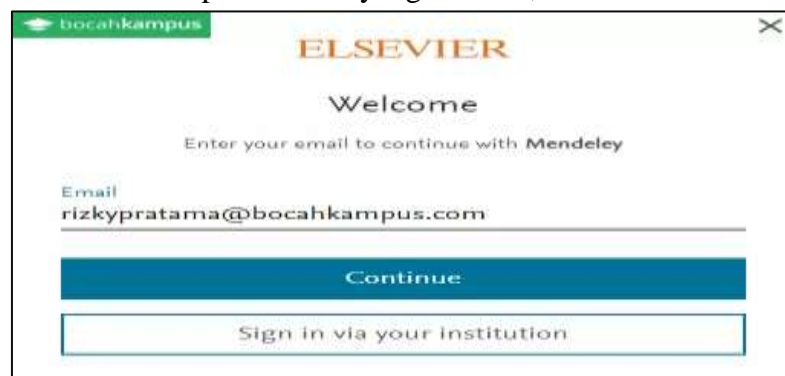 bocahkampus
ELSEVIER
Welcome
Enter your email to continue with Mendeley
Email
rizkypratama@bocahkampus.com
Continue
Sign in via your institution